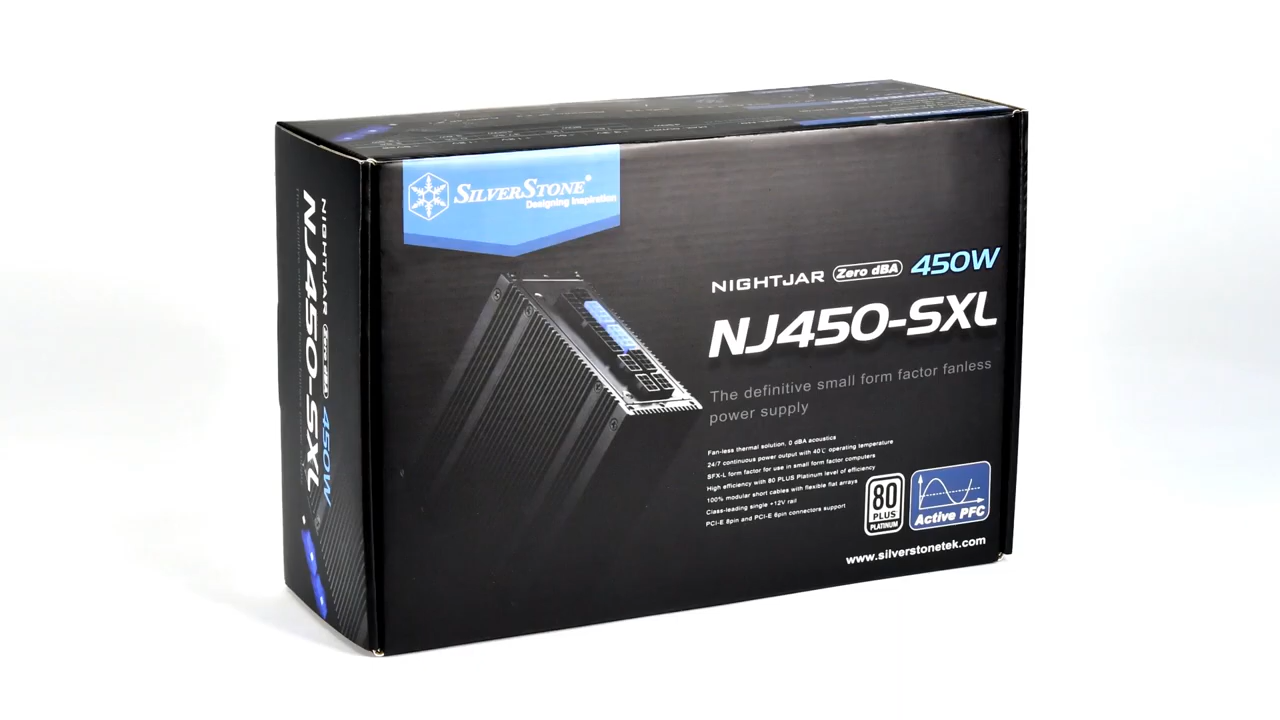 SILVERSTONE®
Designing Inspiration
NIGHTJAR Zero dBA 450W
NJ450-SXL
The definitive small form factor fanless
power supply
Fan-less thermal solution, 0 dBA acoustics
24/7 continuous power output with 40℃ operating temperature
SFX-L form factor for use in small form factor computers
High efficiency with 80 PLUS Platinum level of efficiency
100% modular short cables with flexible flat arrays
Class-leading single +12V rail
PCI-E 8pin and PCI-E 6pin connectors support
80
PLUS
PLATINUM
Active PFC
www.silverstonetek.com
NIGHTJAR Zero dBA 450W
NJ450-SXL